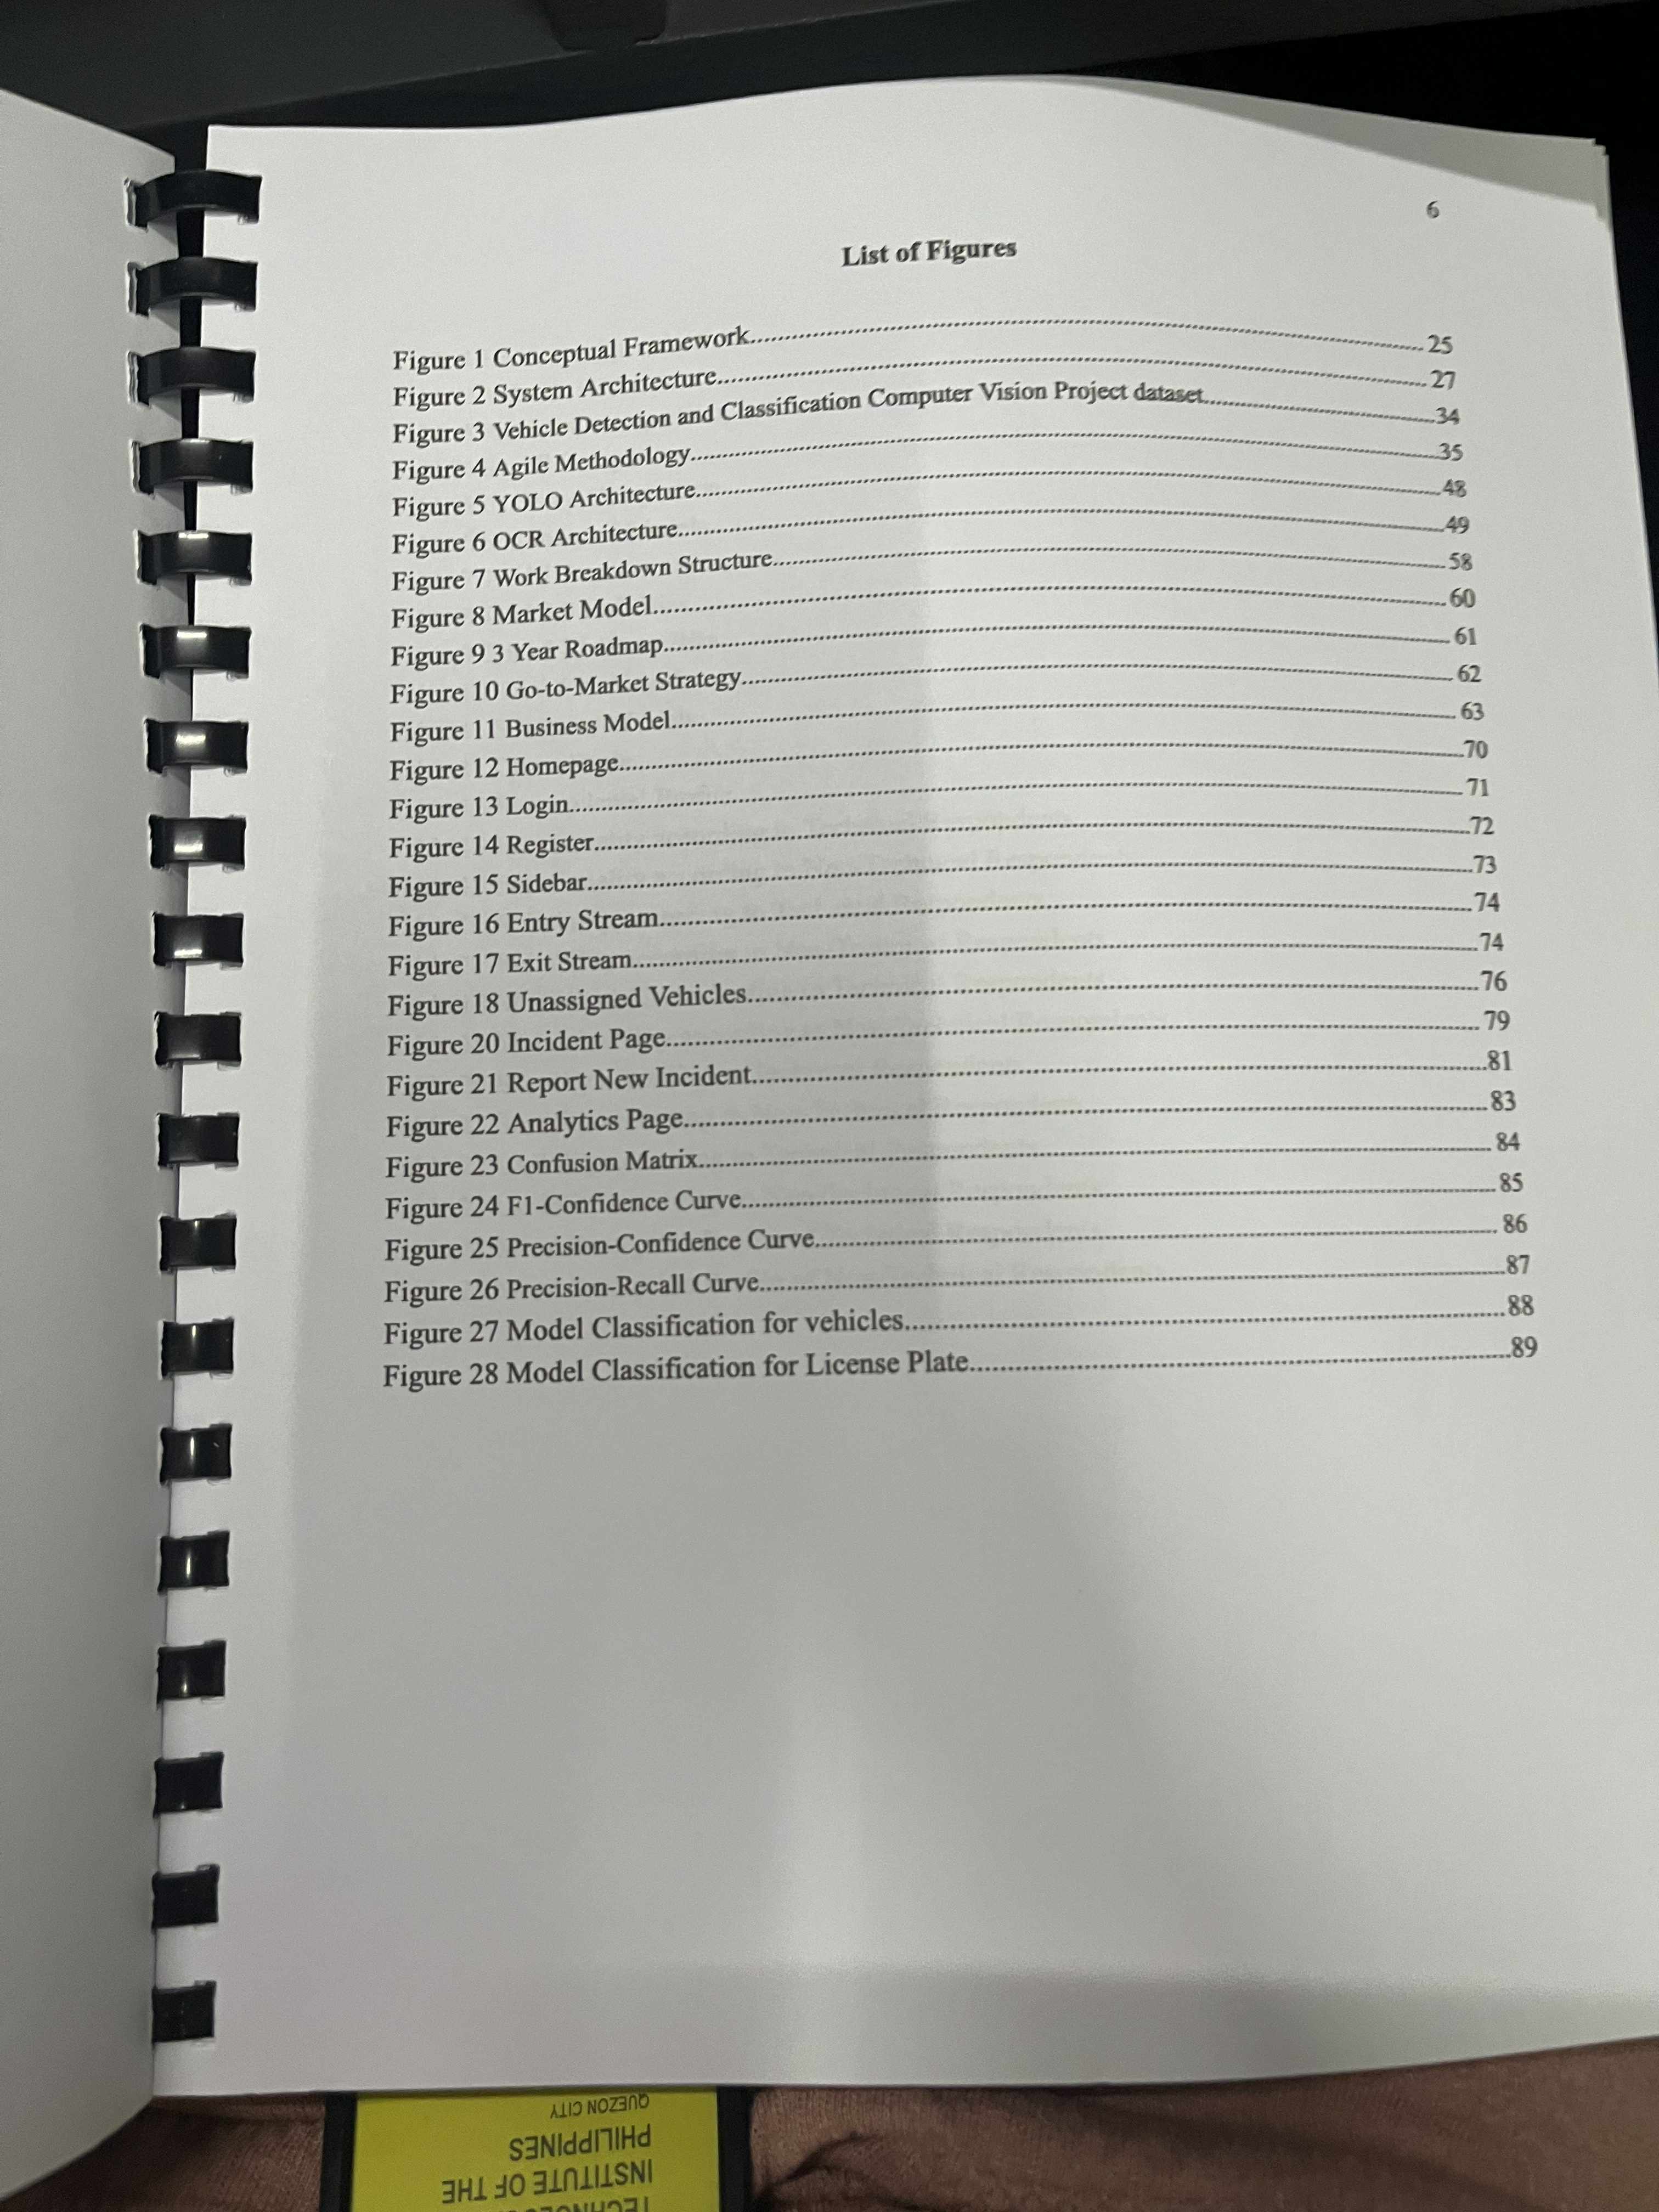 6
List of Figures
Figure 1 Conceptual Framework..........25
Figure 2 System Architecture..........27
Figure 3 Vehicle Detection and Classification Computer Vision Project dataset..........34
Figure 4 Agile Methodology..........35
Figure 5 YOLO Architecture..........48
Figure 6 OCR Architecture..........49
Figure 7 Work Breakdown Structure..........58
Figure 8 Market Model..........60
Figure 9 3 Year Roadmap..........61
Figure 10 Go-to-Market Strategy..........62
Figure 11 Business Model..........63
Figure 12 Homepage..........70
Figure 13 Login..........71
Figure 14 Register..........72
Figure 15 Sidebar..........73
Figure 16 Entry Stream..........74
Figure 17 Exit Stream..........74
Figure 18 Unassigned Vehicles..........76
Figure 20 Incident Page..........79
Figure 21 Report New Incident..........81
Figure 22 Analytics Page..........83
Figure 23 Confusion Matrix..........84
Figure 24 F1-Confidence Curve..........85
Figure 25 Precision-Confidence Curve..........86
Figure 26 Precision-Recall Curve..........87
Figure 27 Model Classification for vehicles..........88
Figure 28 Model Classification for License Plate..........89
INSTITUTE OF THE
PHILIPPINES
QUEZON CITY